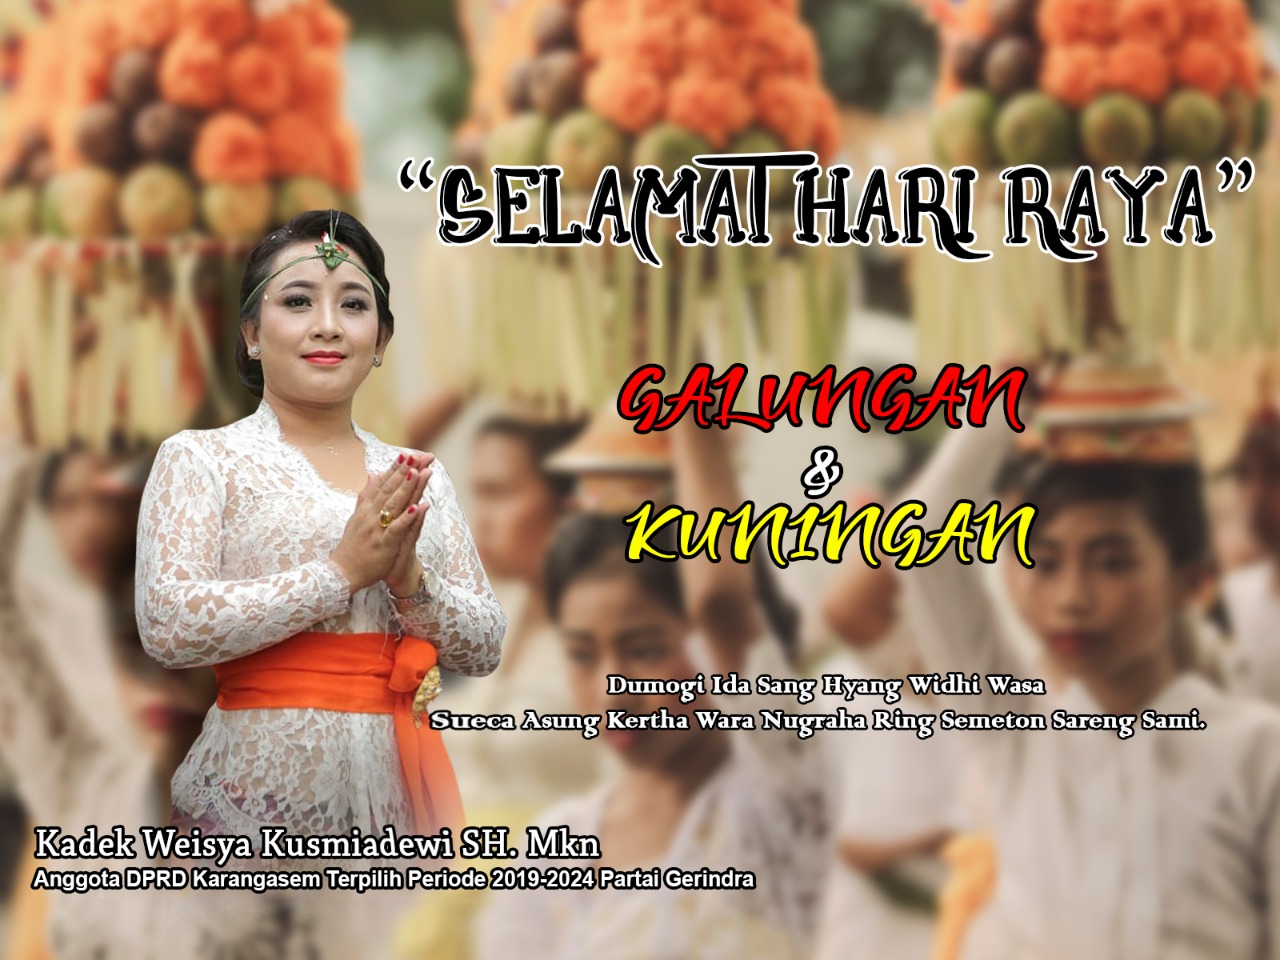 “SELAMAT HARI RAYA”
GALUNGAN
&
KUNINGAN
Dumogi Ida Sang Hyang Widhi Wasa
Sueca Asung Kertha Wara Nugraha Ring Semeton Sareng Sami.
Kadek Weisya Kusmiadewi SH. Mkn
Anggota DPRD Karangasem Terpilih Periode 2019-2024 Partai Gerindra